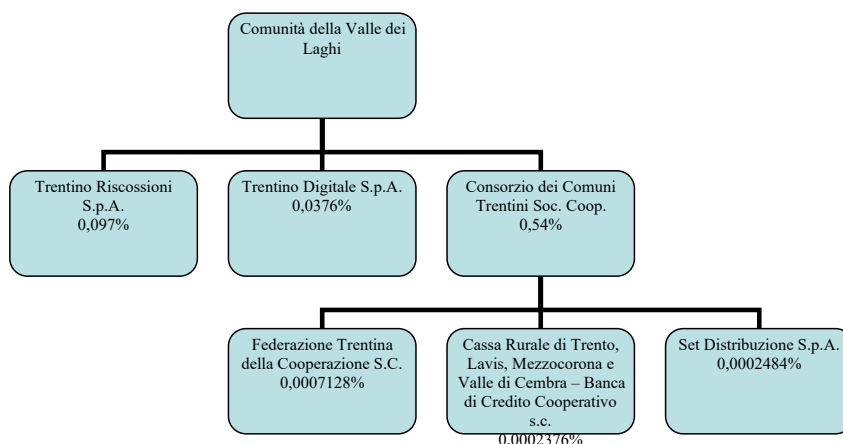 Comunità della Valle dei
Laghi
Trentino Riscossioni
S.p.A.
0,097%
Trentino Digitale S.p.A.
0,0376%
Consorzio dei Comuni
Trentini Soc. Coop.
0,54%
Federazione Trentina
della Cooperazione S.C.
0,0007128%
Cassa Rurale di Trento,
Lavis, Mezzocorona e
Valle di Cembra – Banca
di Credito Cooperativo
s.c.
0,0002376%
Set Distribuzione S.p.A.
0,0002484%